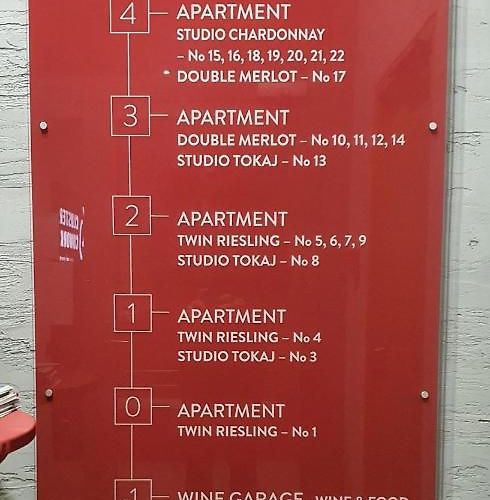 4 APARTMENT
STUDIO CHARDONNAY
– No 15, 16, 18, 19, 20, 21, 22
DOUBLE MERLOT – No 17
3 APARTMENT
DOUBLE MERLOT – No 10, 11, 12, 14
STUDIO TOKAJ – No 13
2 APARTMENT
TWIN RIESLING – No 5, 6, 7, 9
STUDIO TOKAJ – No 8
1 APARTMENT
TWIN RIESLING – No 4
STUDIO TOKAJ – No 3
0 APARTMENT
TWIN RIESLING – No 1
1 WINE GARAGE WINE & FOOD